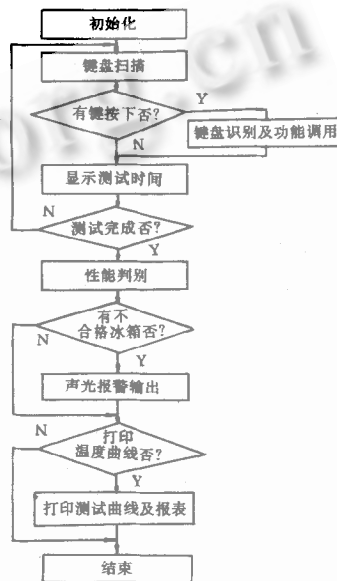 初始化
键盘扫描
有键按下否?
Y
键盘识别及功能调用
N
显示测试时间
N
测试完成否?
Y
性能判别
有不
合格冰箱否?
N
Y
声光报警输出
N
打印
温度曲线否?
Y
打印测试曲线及报表
结束